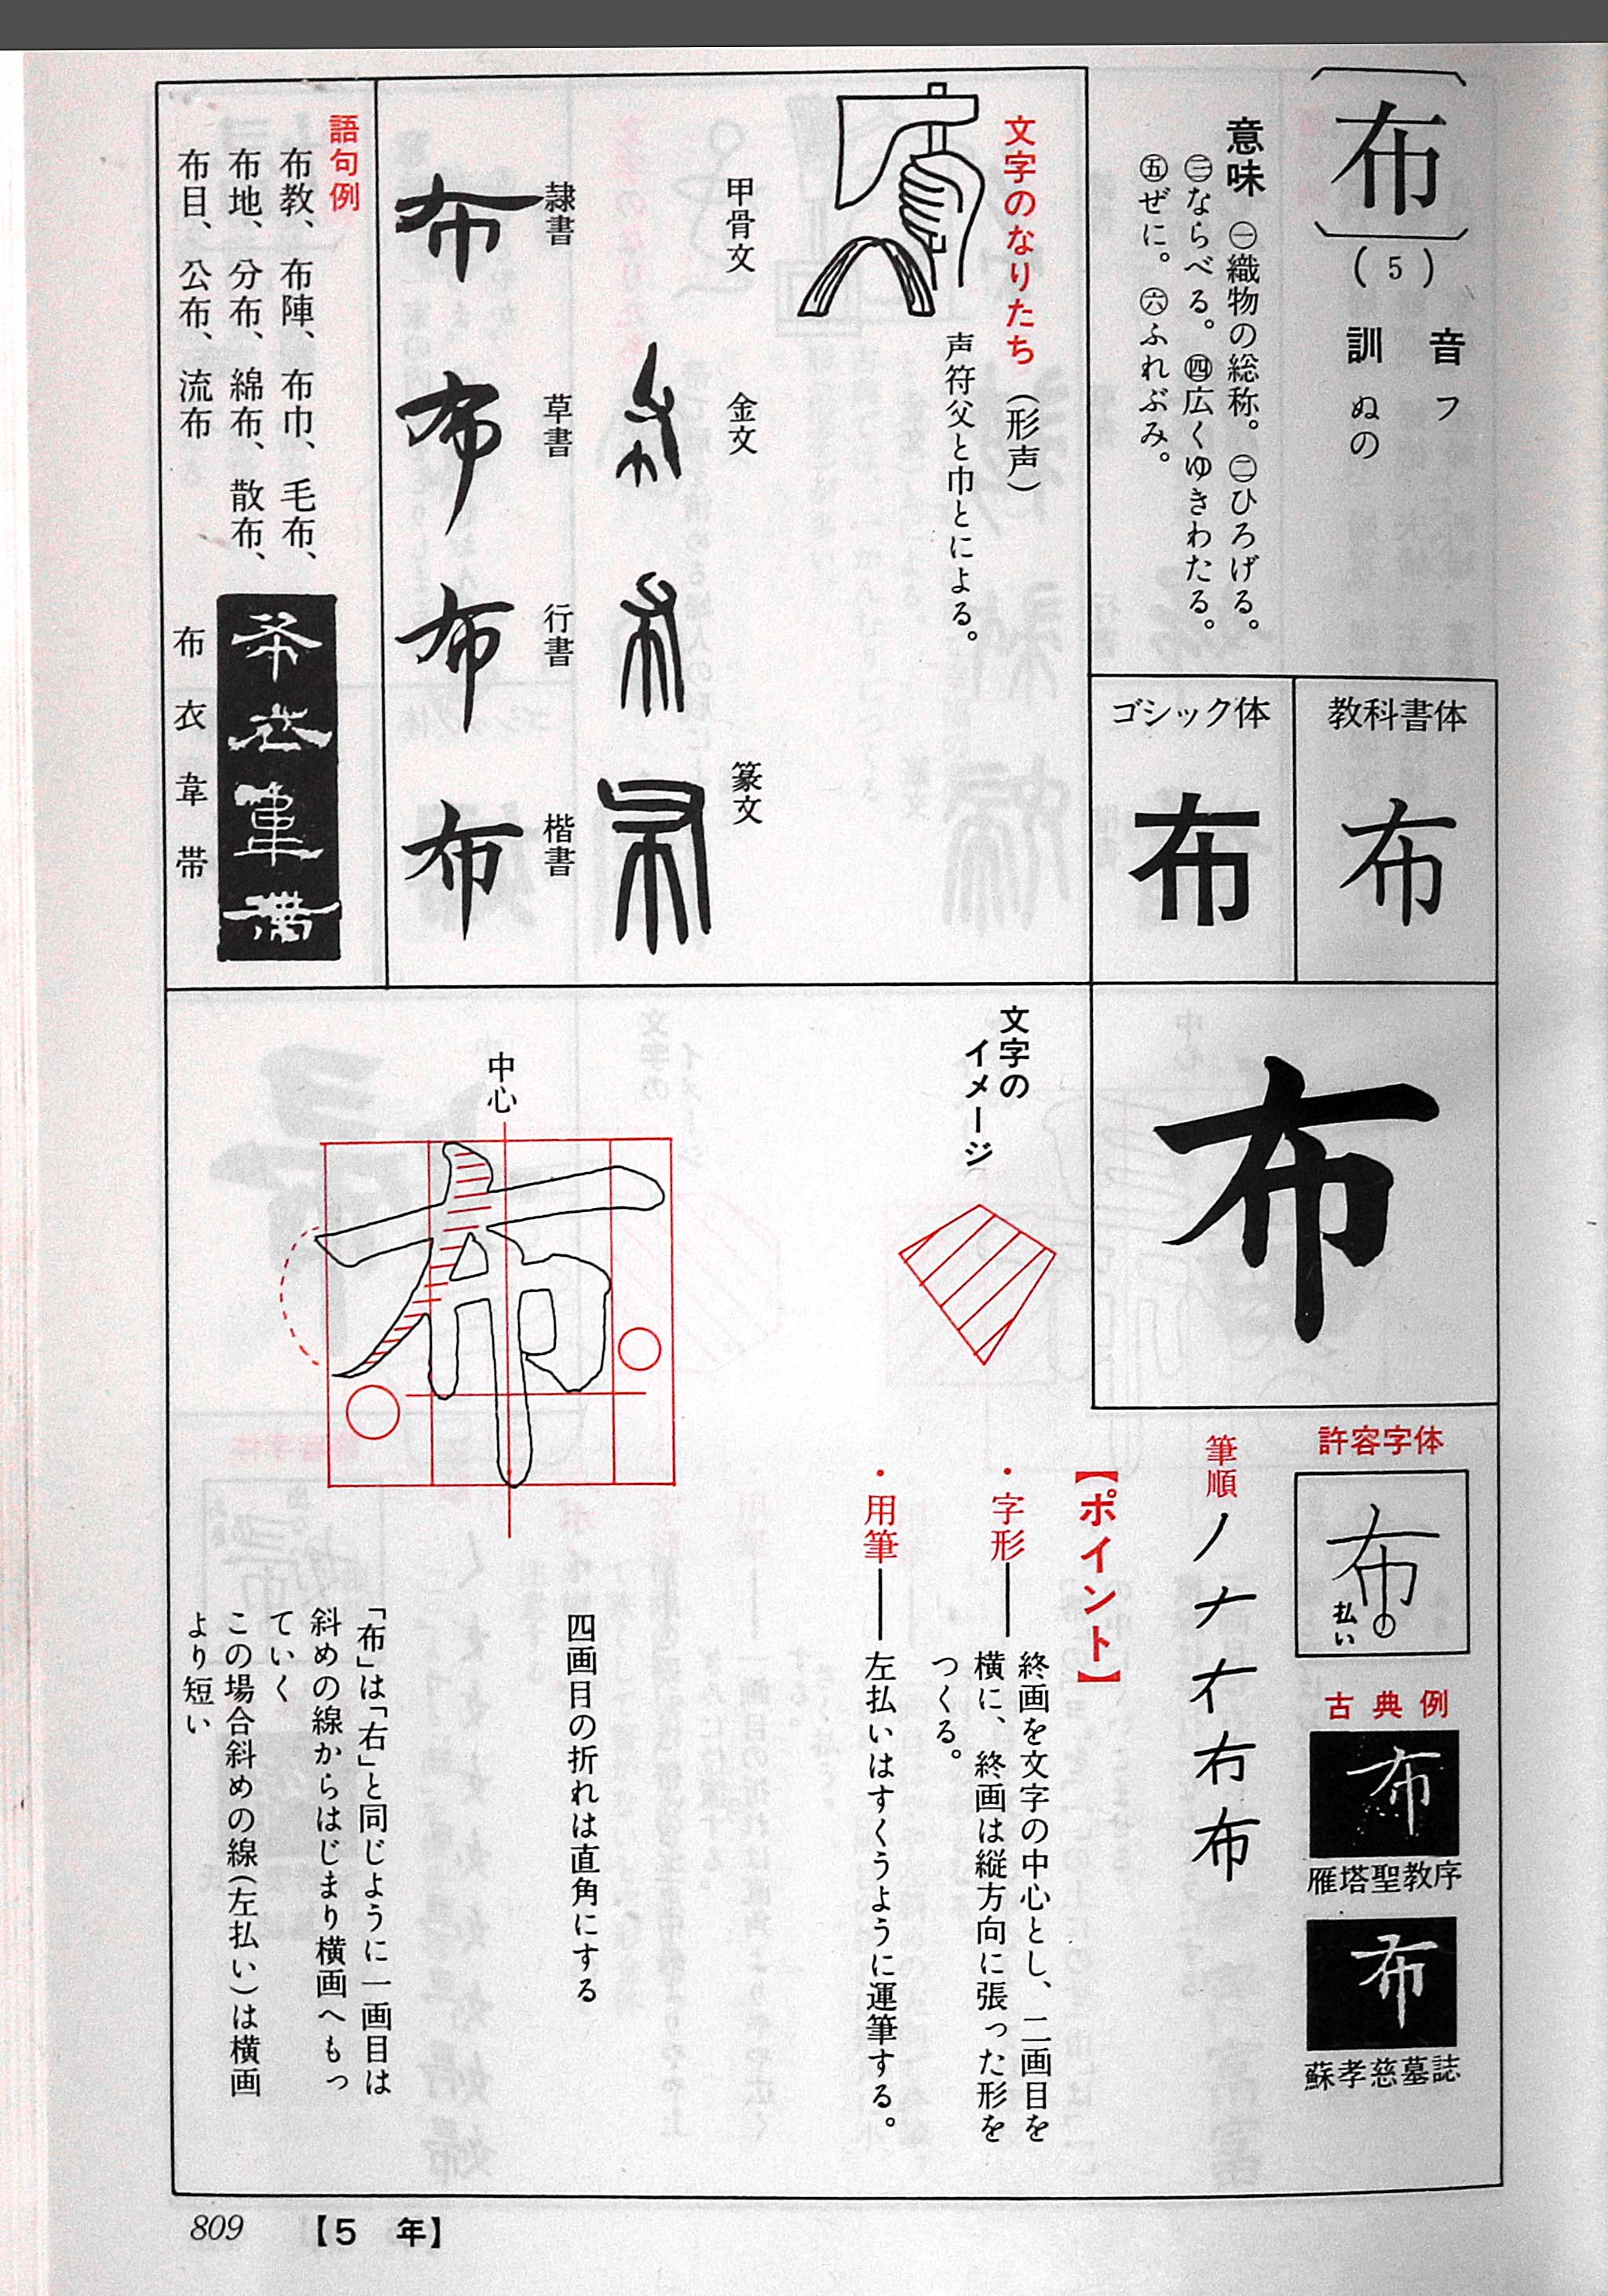 〔布〕(5)
音 フ
訓 ぬの
意味 ㊀織物の総称。㊁ひろげる。
㊂ならべる。㊃広くゆきわたる。
㊄ぜに。㊅ふれぶみ。
教科書体
布
ゴシック体
布
文字のなりたち(形声)
声符父と巾とによる。
甲骨文
金文
篆文
隷書
布
草書
布
行書
布
楷書
布
語句例
布教、布陣、布巾、毛布、
布地、分布、綿布、散布、
布目、公布、流布
布衣韋帯
布
許容字体
布
払い
古典例
布
雁塔聖教序
布
蘇孝慈墓誌
筆順
ノ ナ 右 布
【ポイント】
・字形――終画を文字の中心とし、二画目を
横に、終画は縦方向に張った形を
つくる。
・用筆――左払いはすくうように運筆する。
文字の
イメージ
中心
四画目の折れは直角にする
「布」は「右」と同じように一画目は
斜めの線からはじまり横画へもっ
ていく
この場合斜めの線(左払い)は横画
より短い
809 【5 年】